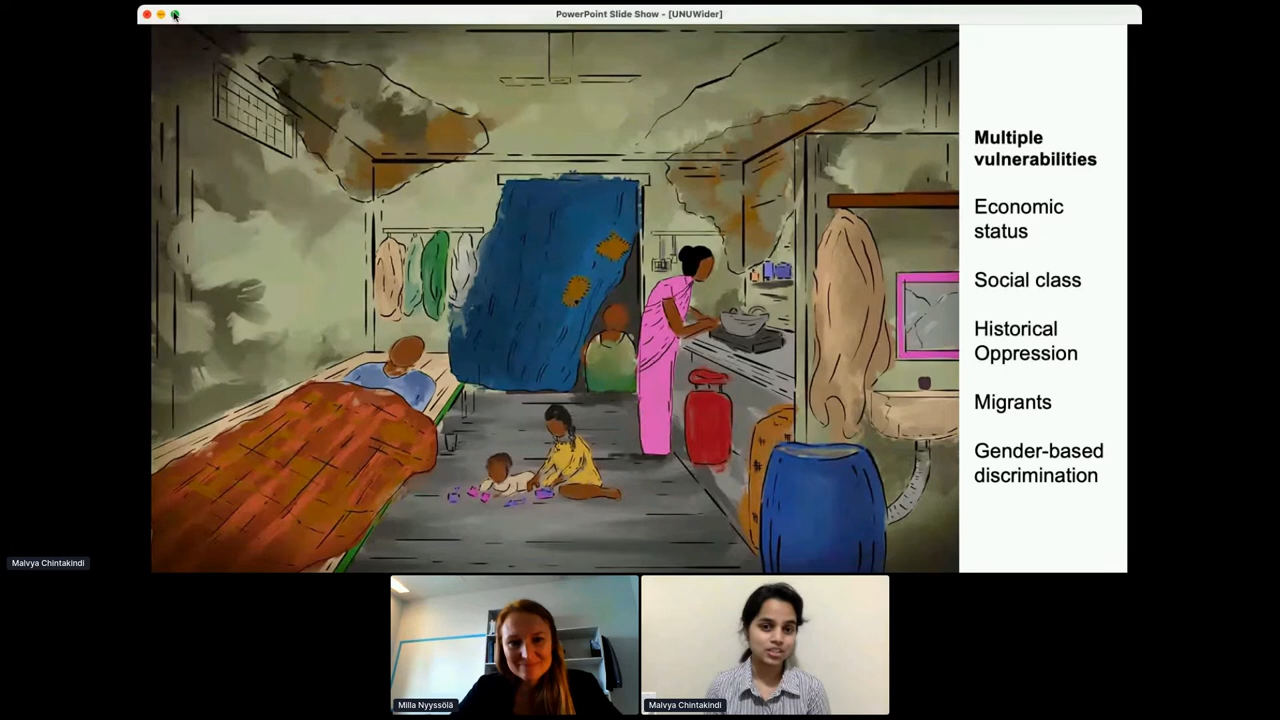 PowerPoint Slide Show - [UNUWider]
Multiple
vulnerabilities
Economic
status
Social class
Historical
Oppression
Migrants
Gender-based
discrimination
Malvya Chintakindi
Milla Nyyssölä
Malvya Chintakindi